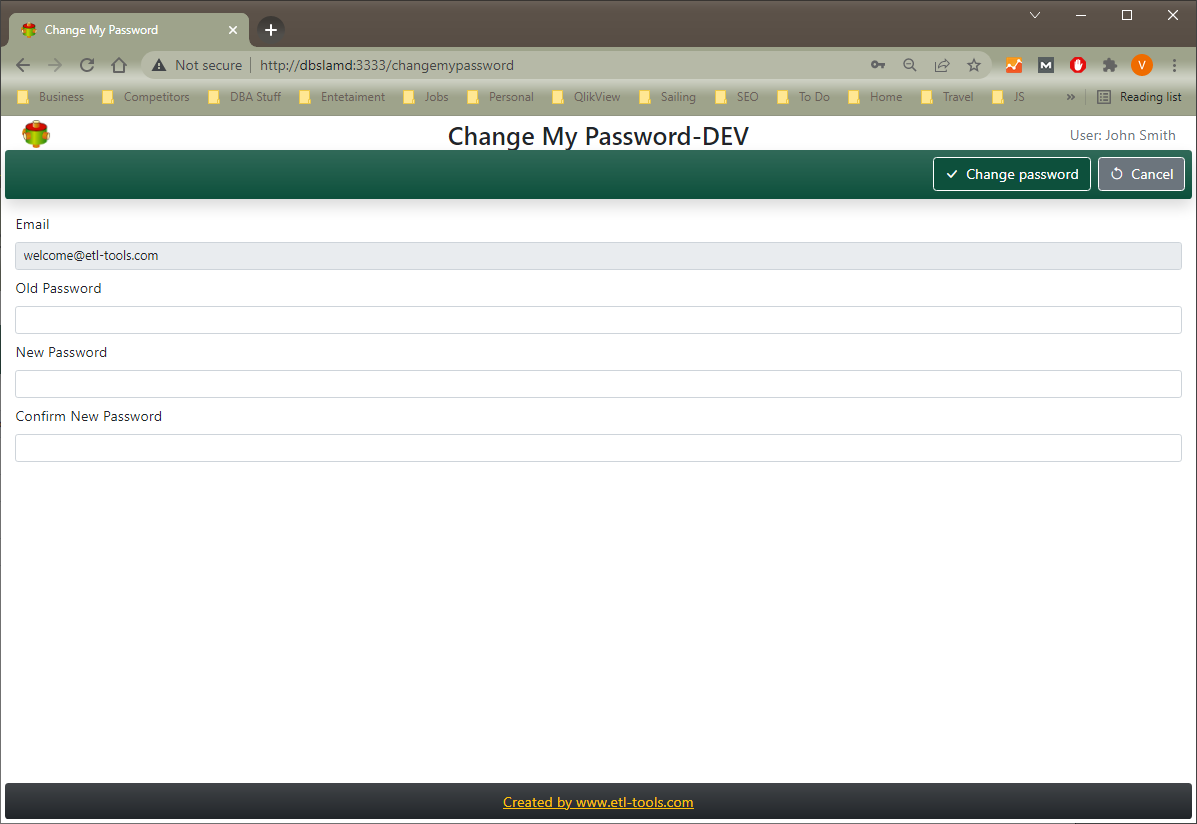 Change My Password
Not secure http://dbslamd:3333/changemypassword
Business Competitors DBA Stuff Entetaiment Jobs Personal QlikView Sailing SEO To Do Home Travel JS » Reading list
Change My Password-DEV
User: John Smith
Change password Cancel
Email
welcome@etl-tools.com
Old Password
New Password
Confirm New Password
Created by www.etl-tools.com